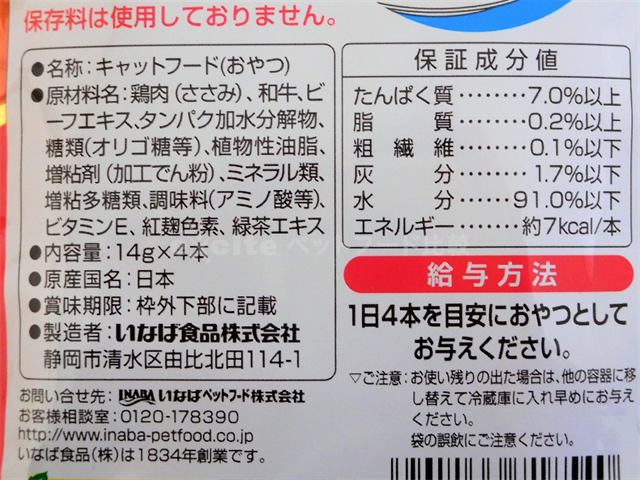 保存料は使用しておりません。
●名称：キャットフード(おやつ)
●原材料名：鶏肉(ささみ)、和牛、ビ
ーフエキス、タンパク加水分解物、
糖類(オリゴ糖等)、植物性油脂、
増粘剤(加工でん粉)、ミネラル類、
増粘多糖類、調味料(アミノ酸等)、
ビタミンE、紅麹色素、緑茶エキス
●内容量：14g×4本
●原産国名：日本
●賞味期限：枠外下部に記載
●製造者：いなば食品株式会社
静岡市清水区由比北田114-1
お問い合せ先：INABA いなばペットフード株式会社
お客様相談室：0120-178390
http://www.inaba-petfood.co.jp
いなば食品(株)は1834年創業です。
保証成分値
たんぱく質………7.0%以上
脂質………0.2%以上
粗繊維………0.1%以下
灰分………1.7%以下
水分………91.0%以下
エネルギー……約7kcal/本
給与方法
1日4本を目安におやつとして
お与えください。
▽ご注意：お使い残りの出た場合は、他の容器に移
し替えて冷蔵庫に入れ早めにお与え
ください。
袋の誤飲にご注意ください。